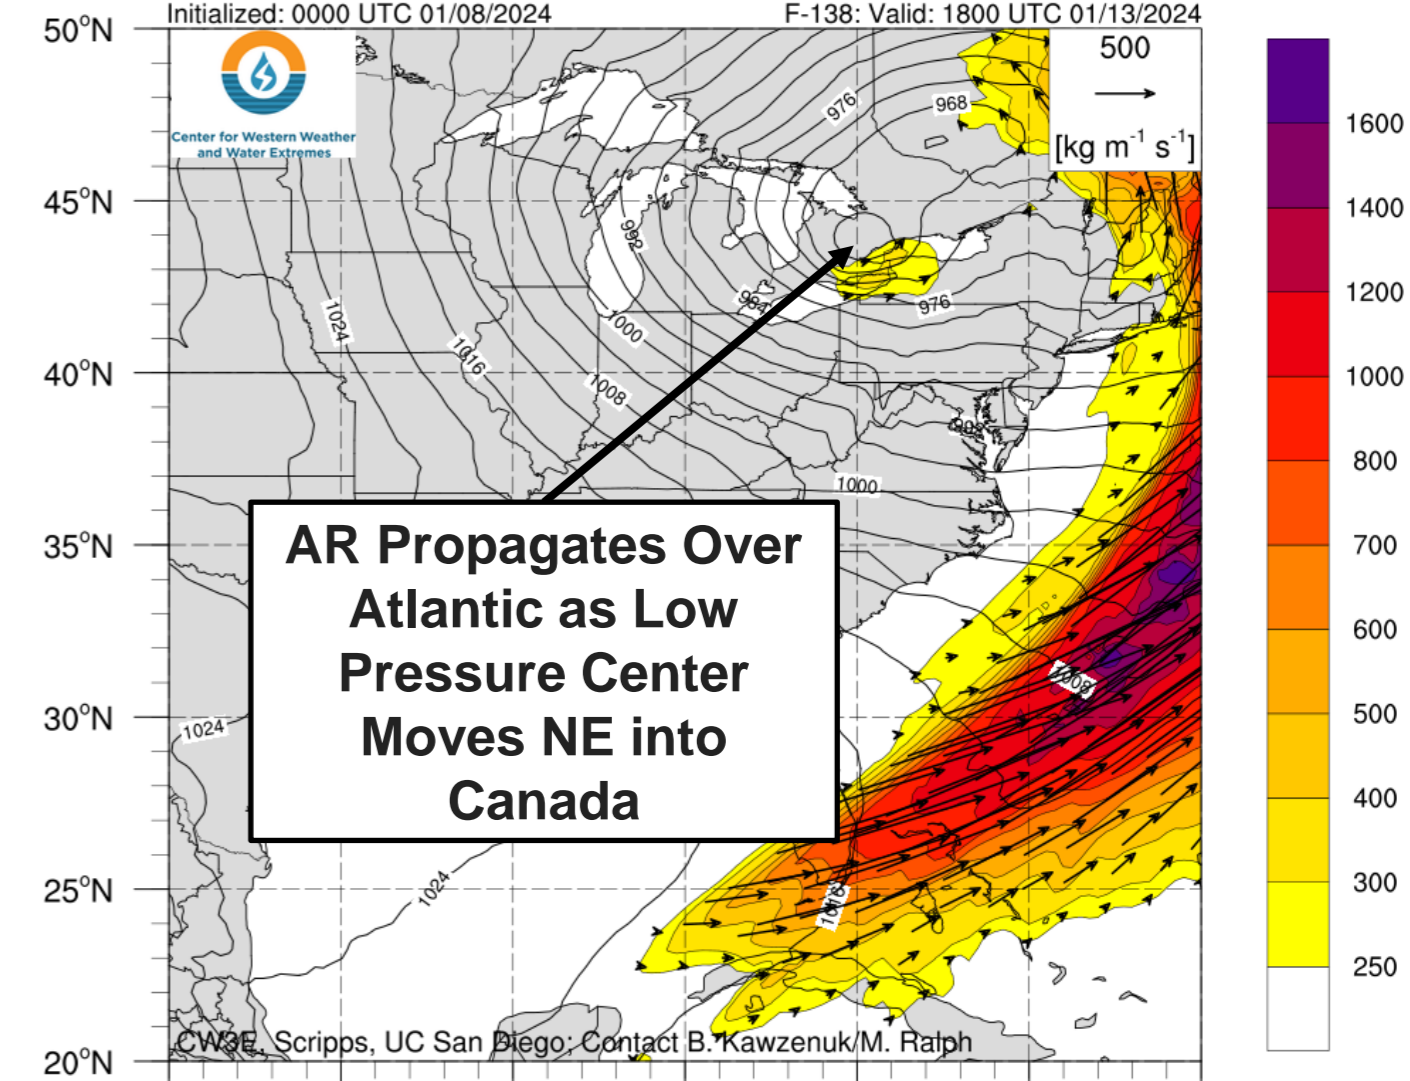 Initialized: 0000 UTC 01/08/2024
F-138: Valid: 1800 UTC 01/13/2024
50°N
45°N
40°N
35°N
30°N
25°N
20°N
Center for Western Weather
and Water Extremes
500
[kg m⁻¹ s⁻¹]
976
968
992
984
976
1024
1016
1000
1008
1000
1008
1024
1024
1016
AR Propagates Over
Atlantic as Low
Pressure Center
Moves NE into
Canada
CW3E, Scripps, UC San Diego; Contact B. Kawzenuk/M. Ralph
1600
1400
1200
1000
800
700
600
500
400
300
250